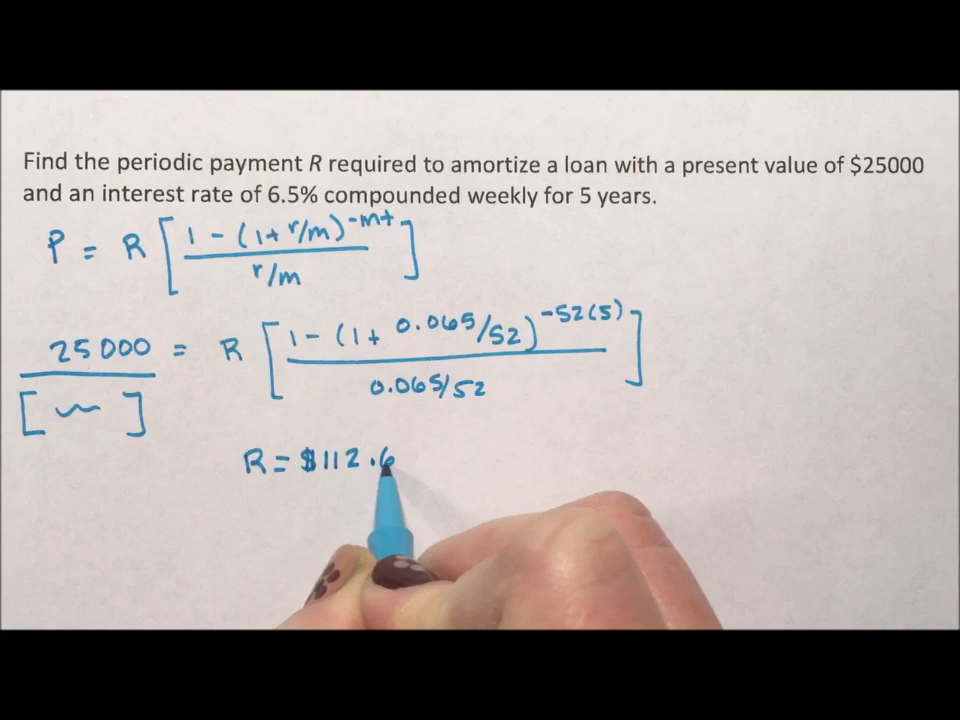 Find the periodic payment R required to amortize a loan with a present value of $25000
and an interest rate of 6.5% compounded weekly for 5 years.
P = R [ 1 - (1 + r/m)^-mt / r/m ]
25000 / [ ~ ] = R [ 1 - (1 + 0.065/52)^-52(5) / 0.065/52 ]
R = $112.6